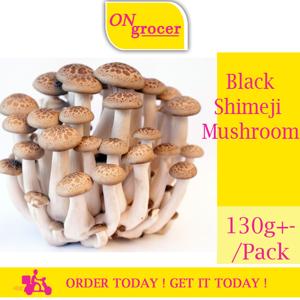 ON
grocer
Black
Shimeji
Mushroom
130g+-
/Pack
ORDER TODAY ! GET IT TODAY !